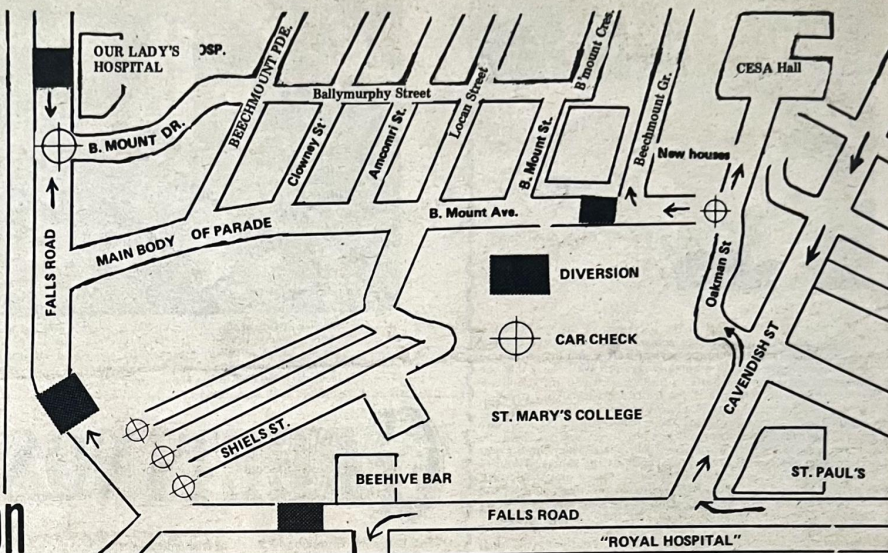 OUR LADY'S
HOSPITAL
OSP.
BEECHMOUNT PDE.
Ballymurphy Street
Locan Street
B'mount Cres.
CESA Hall
B. MOUNT DR.
Clowney St
Amcomri St.
B. Mount St.
Beechmount Gr.
New houses
FALLS ROAD
MAIN BODY OF PARADE
B. Mount Ave.
DIVERSION
Oakman St
CAR CHECK
CAVENDISH ST
SHIELS ST.
ST. MARY'S COLLEGE
BEEHIVE BAR
ST. PAUL'S
FALLS ROAD
"ROYAL HOSPITAL"
on